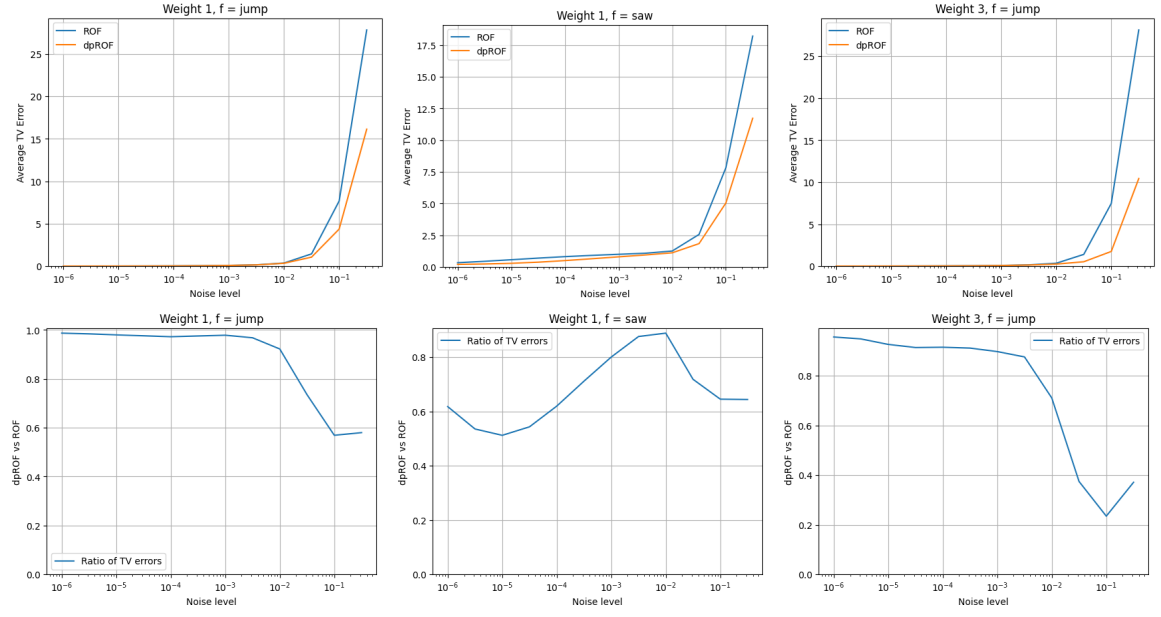 Weight 1, f = jump
ROF
dpROF
Average TV Error
25
20
15
10
5
0
10⁻⁶ 10⁻⁵ 10⁻⁴ 10⁻³ 10⁻² 10⁻¹
Noise level
Weight 1, f = saw
ROF
dpROF
Average TV Error
17.5
15.0
12.5
10.0
7.5
5.0
2.5
0.0
10⁻⁶ 10⁻⁵ 10⁻⁴ 10⁻³ 10⁻² 10⁻¹
Noise level
Weight 3, f = jump
ROF
dpROF
Average TV Error
25
20
15
10
5
0
10⁻⁶ 10⁻⁵ 10⁻⁴ 10⁻³ 10⁻² 10⁻¹
Noise level
Weight 1, f = jump
dpROF vs ROF
1.0
0.8
0.6
0.4
0.2
0.0
Ratio of TV errors
10⁻⁶ 10⁻⁵ 10⁻⁴ 10⁻³ 10⁻² 10⁻¹
Noise level
Weight 1, f = saw
Ratio of TV errors
dpROF vs ROF
0.8
0.6
0.4
0.2
0.0
10⁻⁶ 10⁻⁵ 10⁻⁴ 10⁻³ 10⁻² 10⁻¹
Noise level
Weight 3, f = jump
Ratio of TV errors
dpROF vs ROF
0.8
0.6
0.4
0.2
0.0
10⁻⁶ 10⁻⁵ 10⁻⁴ 10⁻³ 10⁻² 10⁻¹
Noise level